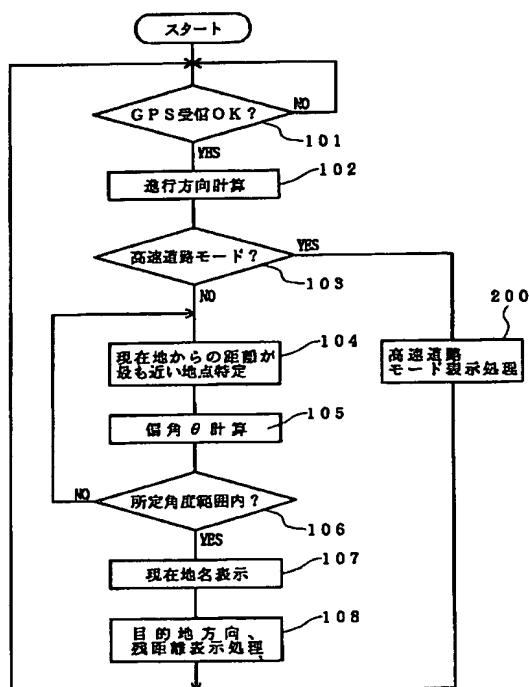 スタート
GPS受信OK?
NO
101
YES
102
進行方向計算
高速道路モード?
YES
103
NO
200
104
現在地からの距離が
最も近い地点特定
高速道路
モード表示処理
105
偏角θ計算
NO
所定角度範囲内?
106
YES
107
現在地名表示
108
目的地方向、
残距離表示処理